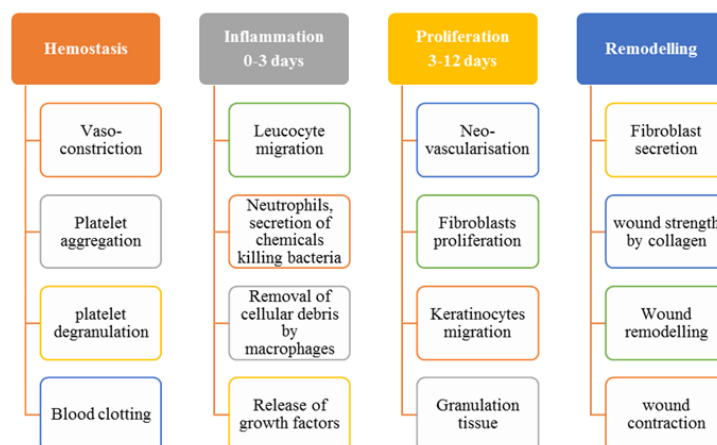 Hemostasis
Vaso-
constriction
Platelet
aggregation
platelet
degranulation
Blood clotting
Inflammation
0-3 days
Leucocyte
migration
Neutrophils,
secretion of
chemicals
killing bacteria
Removal of
cellular debris
by
macrophages
Release of
growth factors
Proliferation
3-12 days
Neo-
vascularisation
Fibroblasts
proliferation
Keratinocytes
migration
Granulation
tissue
Remodelling
Fibroblast
secretion
wound strength
by collagen
Wound
remodelling
wound
contraction